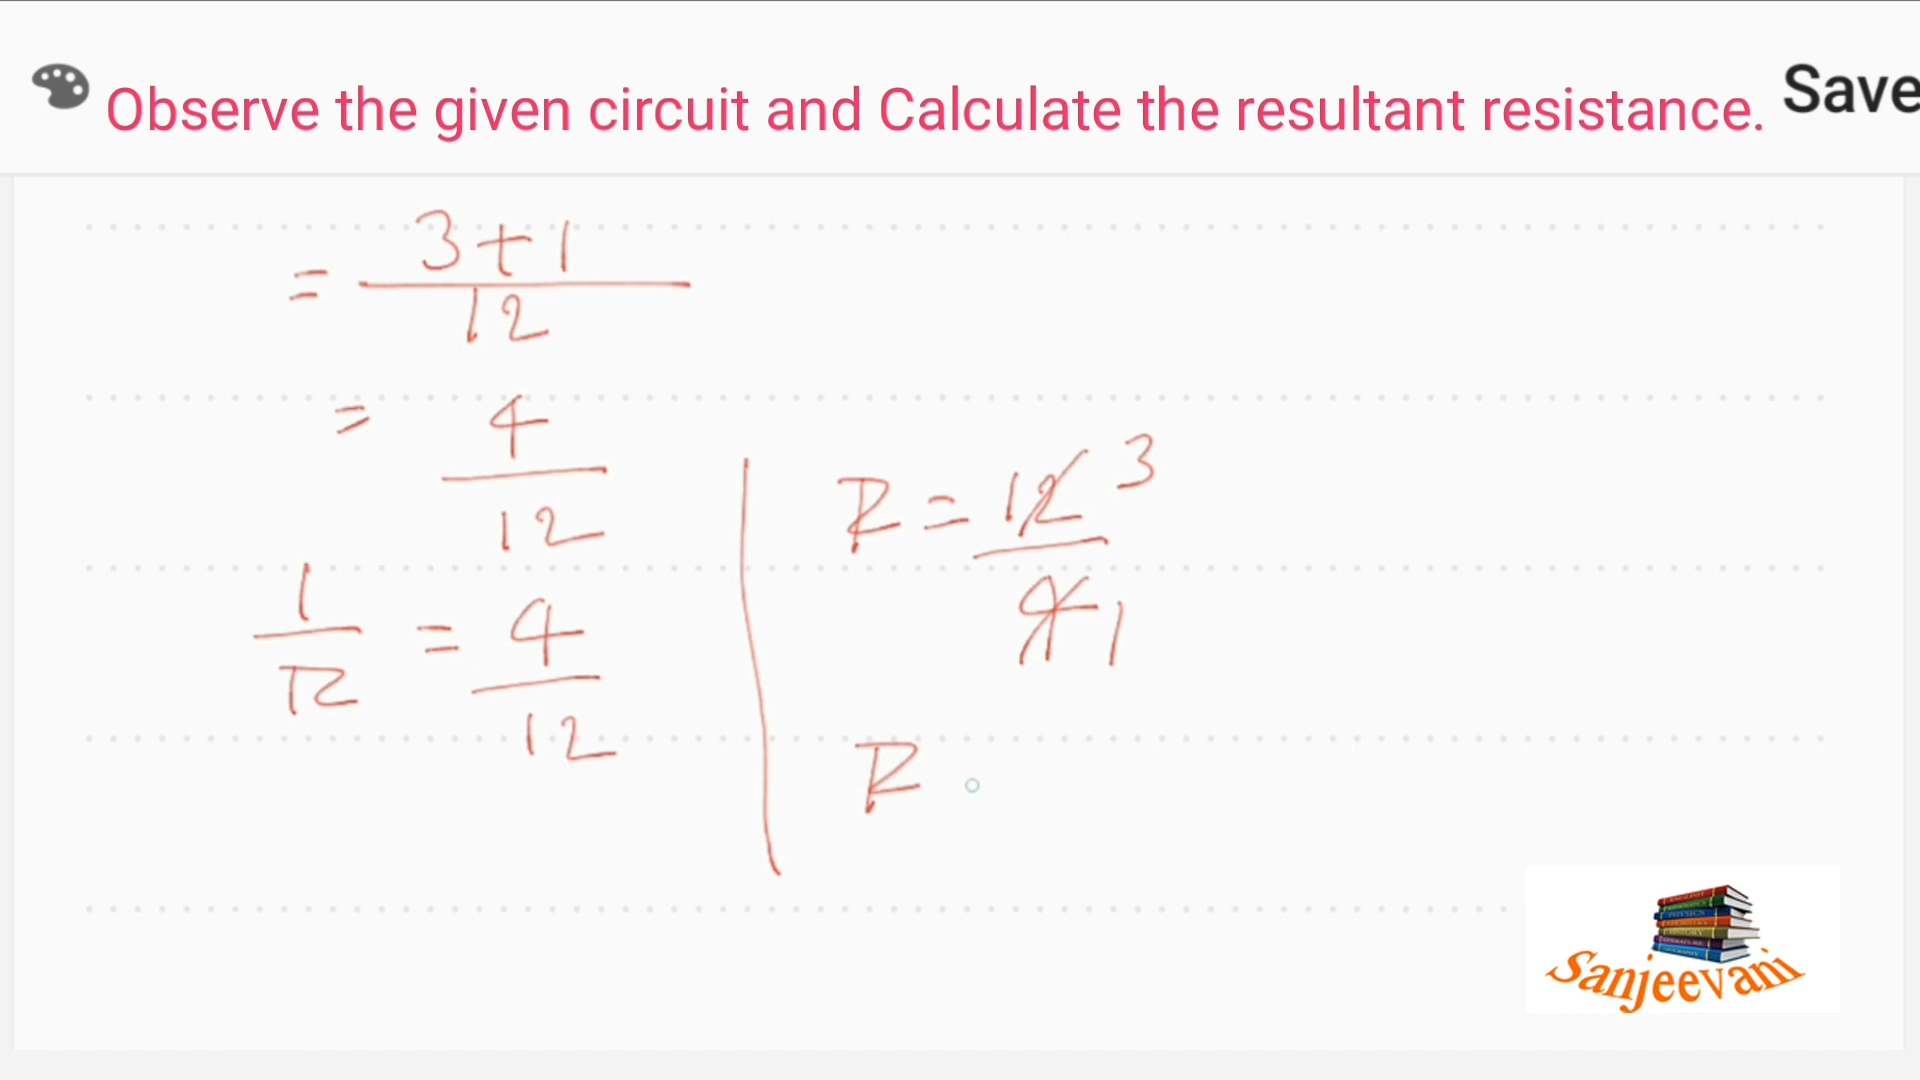 Observe the given circuit and Calculate the resultant resistance.
Save
= 3+1
12
= 4
12
1
R = 4
12
R = 12 3
4 1
R
Sanjeevani